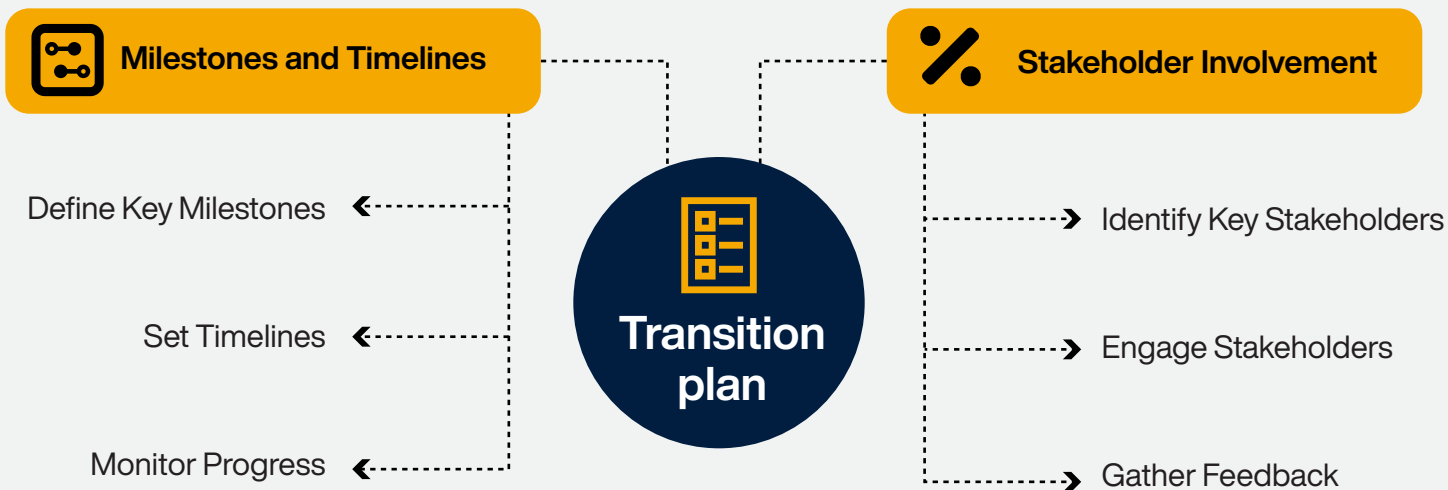 Milestones and Timelines
Define Key Milestones
Set Timelines
Monitor Progress
Transition
plan
Stakeholder Involvement
Identify Key Stakeholders
Engage Stakeholders
Gather Feedback